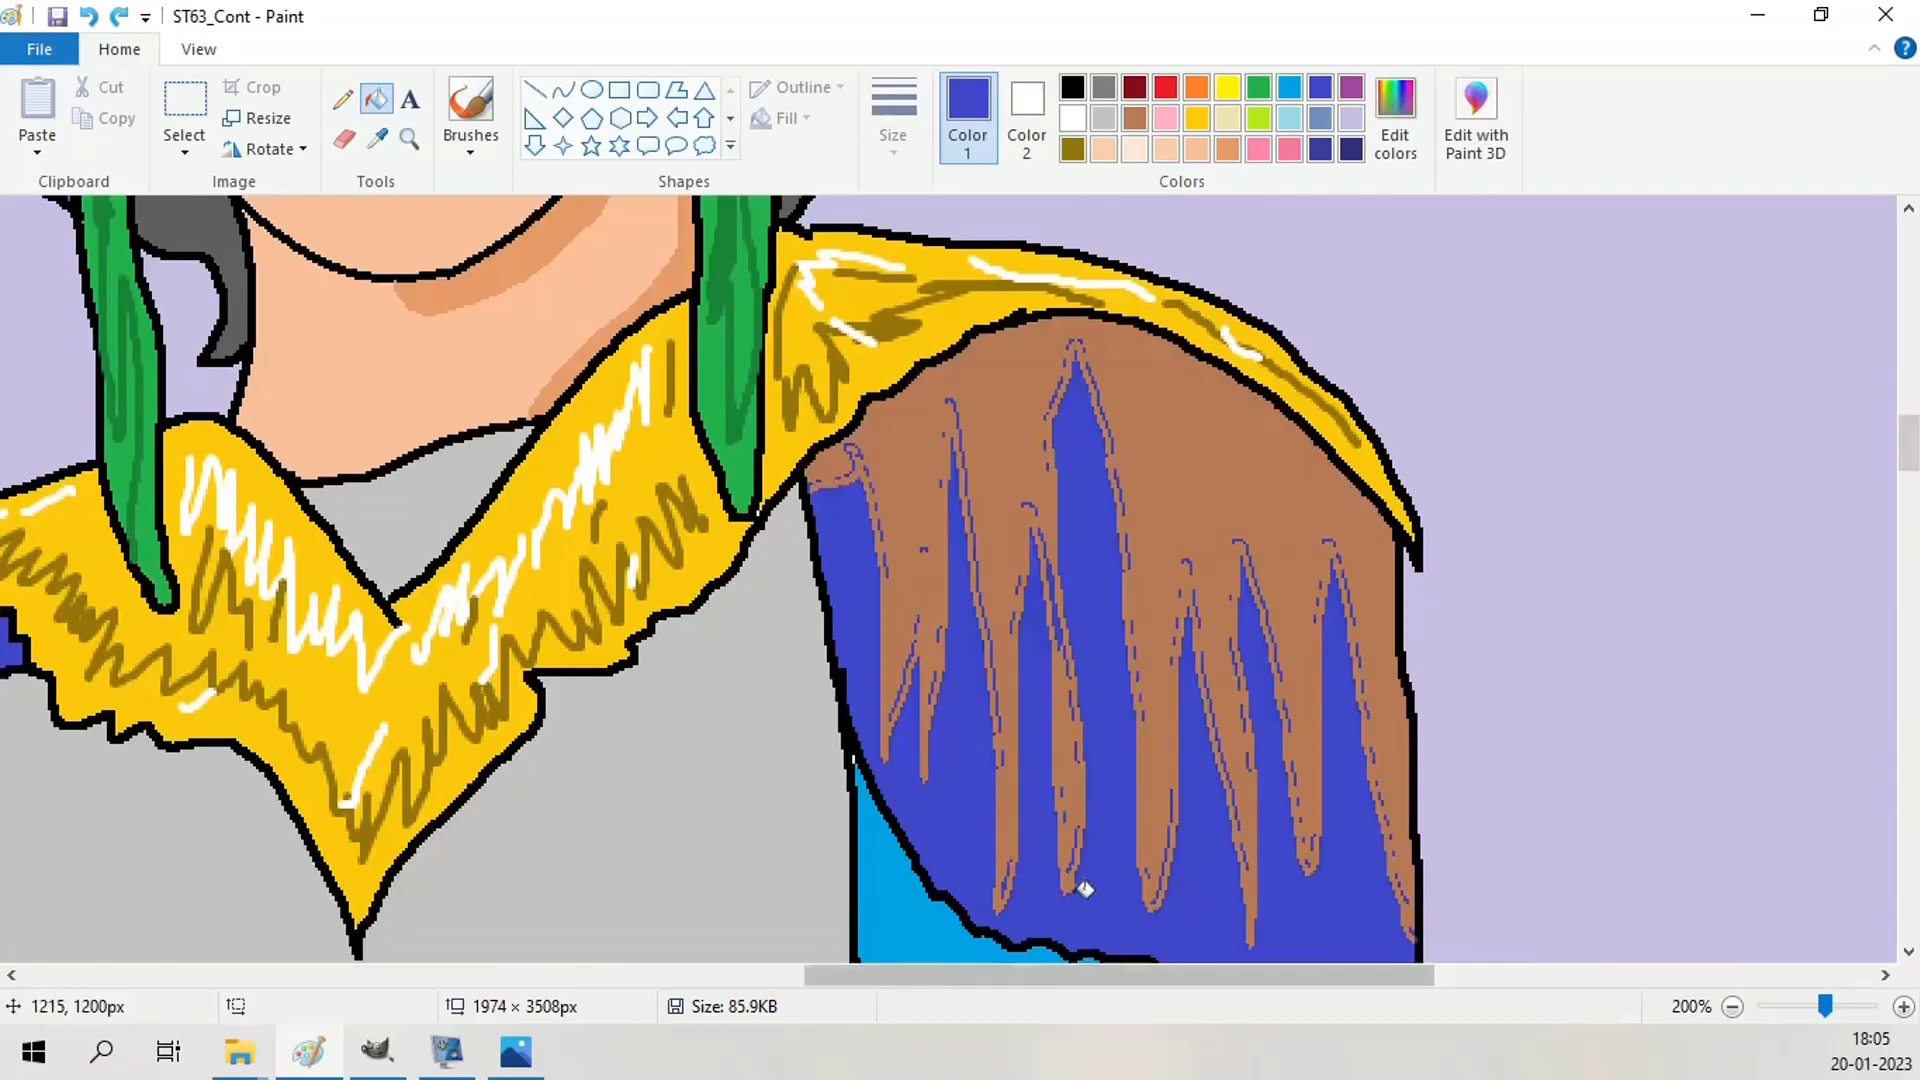 ST63_Cont - Paint
File Home View
Paste
Cut
Copy
Clipboard
Select
Crop
Resize
Rotate
Image
A
Tools
Brushes
Outline
Fill
Shapes
Size
Color 1
Color 2
Edit colors
Colors
Edit with Paint 3D
1215, 1200px
1974 × 3508px
Size: 85.9KB
200%
18:05
20-01-2023